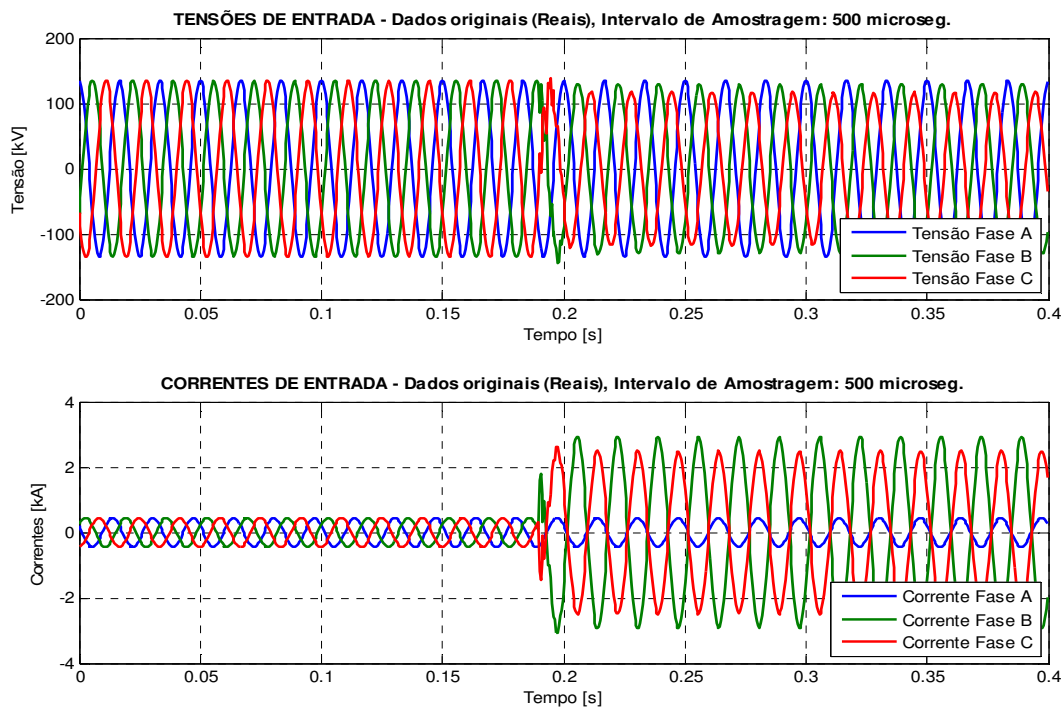 TENSÕES DE ENTRADA - Dados originais (Reais), Intervalo de Amostragem: 500 microseg.
200
100
0
-100
-200
Tensão [kV]
0
0.05
0.1
0.15
0.2
0.25
0.3
0.35
0.4
Tempo [s]
Tensão Fase A
Tensão Fase B
Tensão Fase C
CORRENTES DE ENTRADA - Dados originais (Reais), Intervalo de Amostragem: 500 microseg.
4
2
0
-2
-4
Correntes [kA]
0
0.05
0.1
0.15
0.2
0.25
0.3
0.35
0.4
Tempo [s]
Corrente Fase A
Corrente Fase B
Corrente Fase C